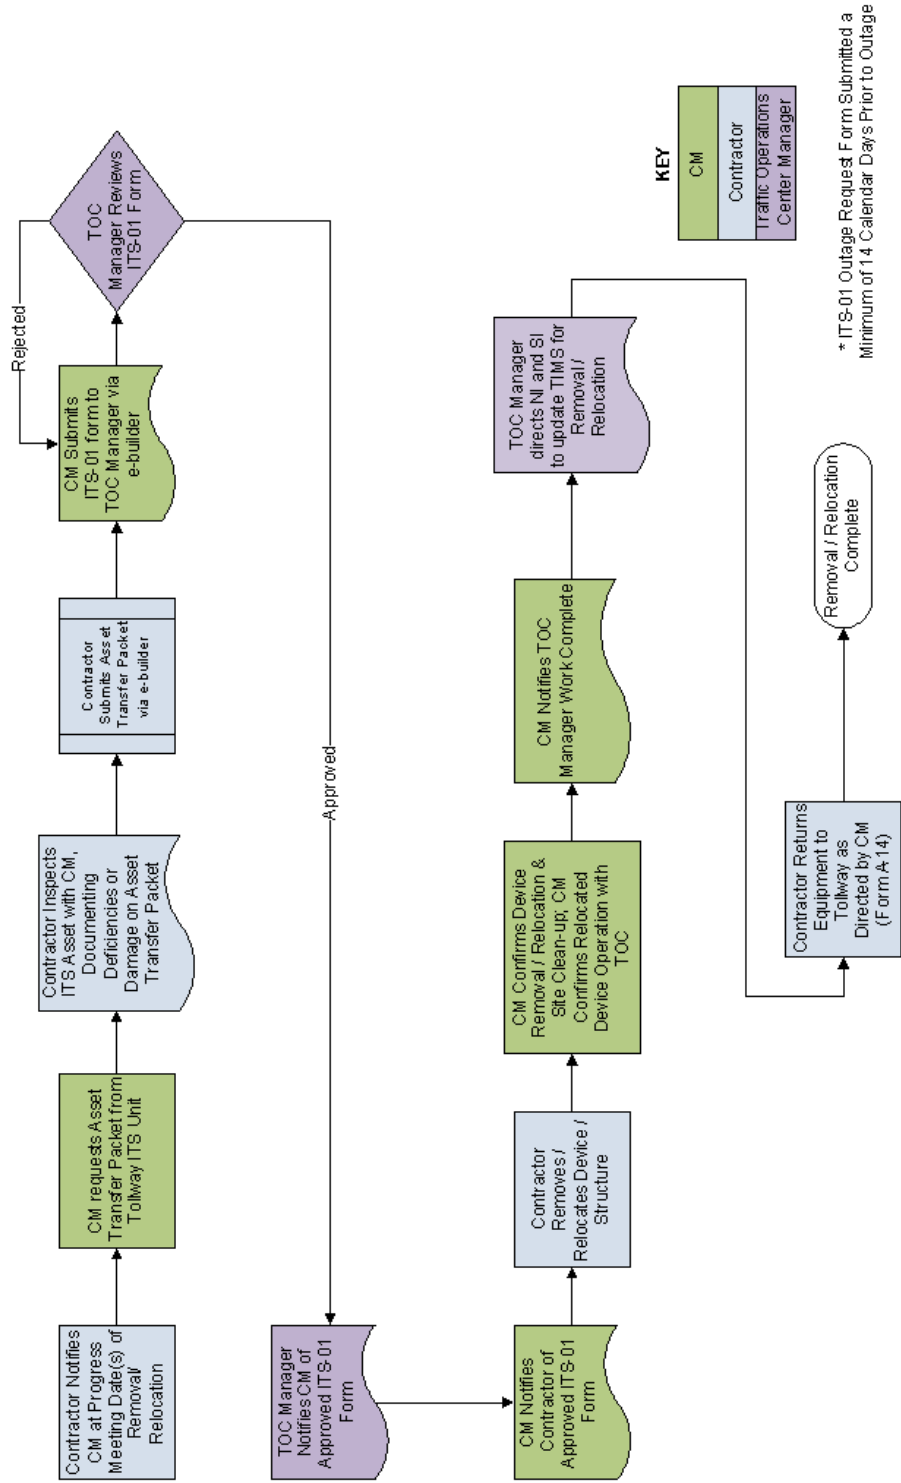 Contractor Notifies
CM at Progress
Meeting Date(s) of
Removal/
Relocation
CM requests Asset
Transfer Packet from
Tollway ITS Unit
Contractor Inspects
ITS Asset with CM,
Documenting
Deficiencies or
Damage on Asset
Transfer Packet
Contractor
Submits Asset
Transfer Packet
via e-builder
CM Submits
ITS-01 form to
TOC Manager via
e-builder
Rejected
TOC
Manager Reviews
ITS-01 Form
Approved
TOC Manager
Notifies CM of
Approved ITS-01
Form
CM Notifies
Contractor of
Approved ITS-01
Form
Contractor
Removes /
Relocates Device /
Structure
CM Confirms Device
Removal / Relocation &
Site Clean-up; CM
Confirms Relocated
Device Operation with
TOC
CM Notifies TOC
Manager Work Complete
TOC Manager
directs NI and SI
to update TIMS for
Removal /
Relocation
Contractor Returns
Equipment to
Tollway as
Directed by CM
(Form A-14)
Removal / Relocation
Complete
KEY
CM
Contractor
Traffic Operations
Center Manager
* ITS-01 Outage Request Form Submitted a
Minimum of 14 Calendar Days Prior to Outage